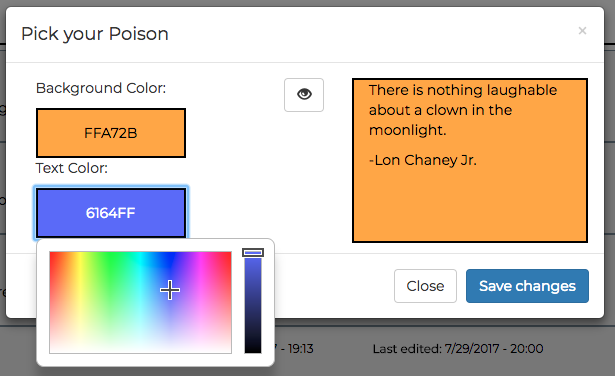 Pick your Poison
×
Background Color:
FFA72B
Text Color:
6164FF
There is nothing laughable
about a clown in the
moonlight.
-Lon Chaney Jr.
Close
Save changes
- 19:13
Last edited: 7/29/2017 - 20:00